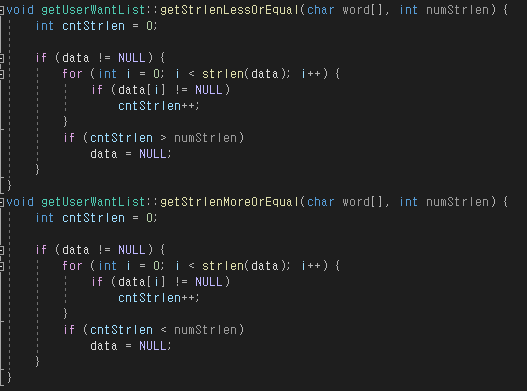 void getUserWantList::getStrlenLessOrEqual(char word[], int numStrlen) {
int cntStrlen = 0;
if (data != NULL) {
for (int i = 0; i < strlen(data); i++) {
if (data[i] != NULL)
cntStrlen++;
}
if (cntStrlen > numStrlen)
data = NULL;
}
}
void getUserWantList::getStrlenMoreOrEqual(char word[], int numStrlen) {
int cntStrlen = 0;
if (data != NULL) {
for (int i = 0; i < strlen(data); i++) {
if (data[i] != NULL)
cntStrlen++;
}
if (cntStrlen < numStrlen)
data = NULL;
}
}